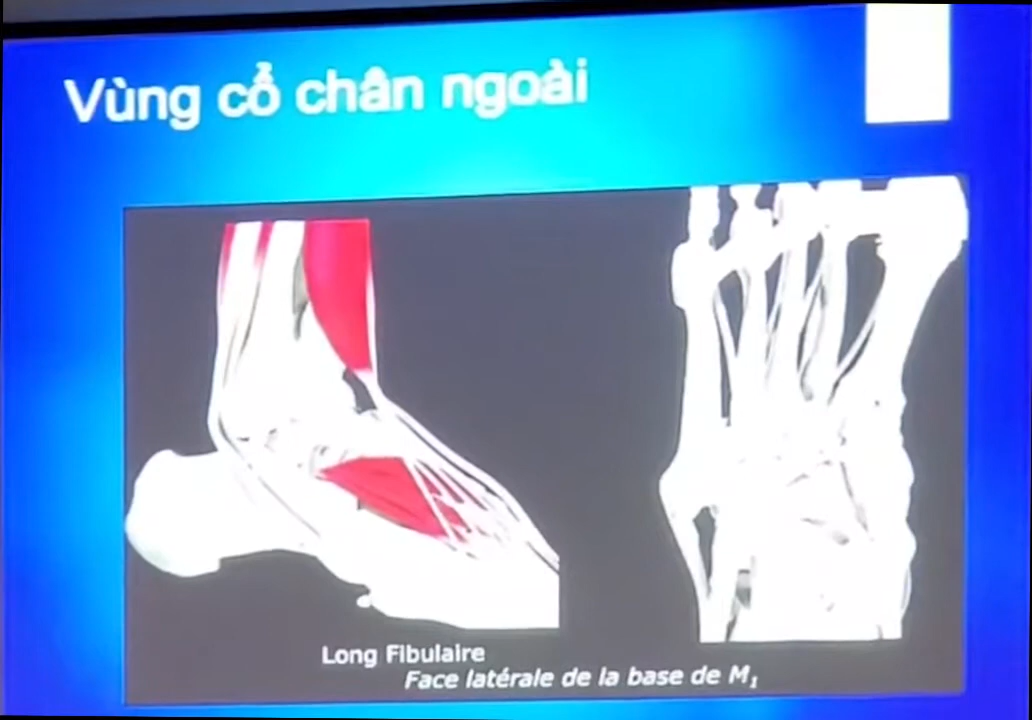 Vùng cổ chân ngoài
Long Fibulaire
Face latérale de la base de M₁